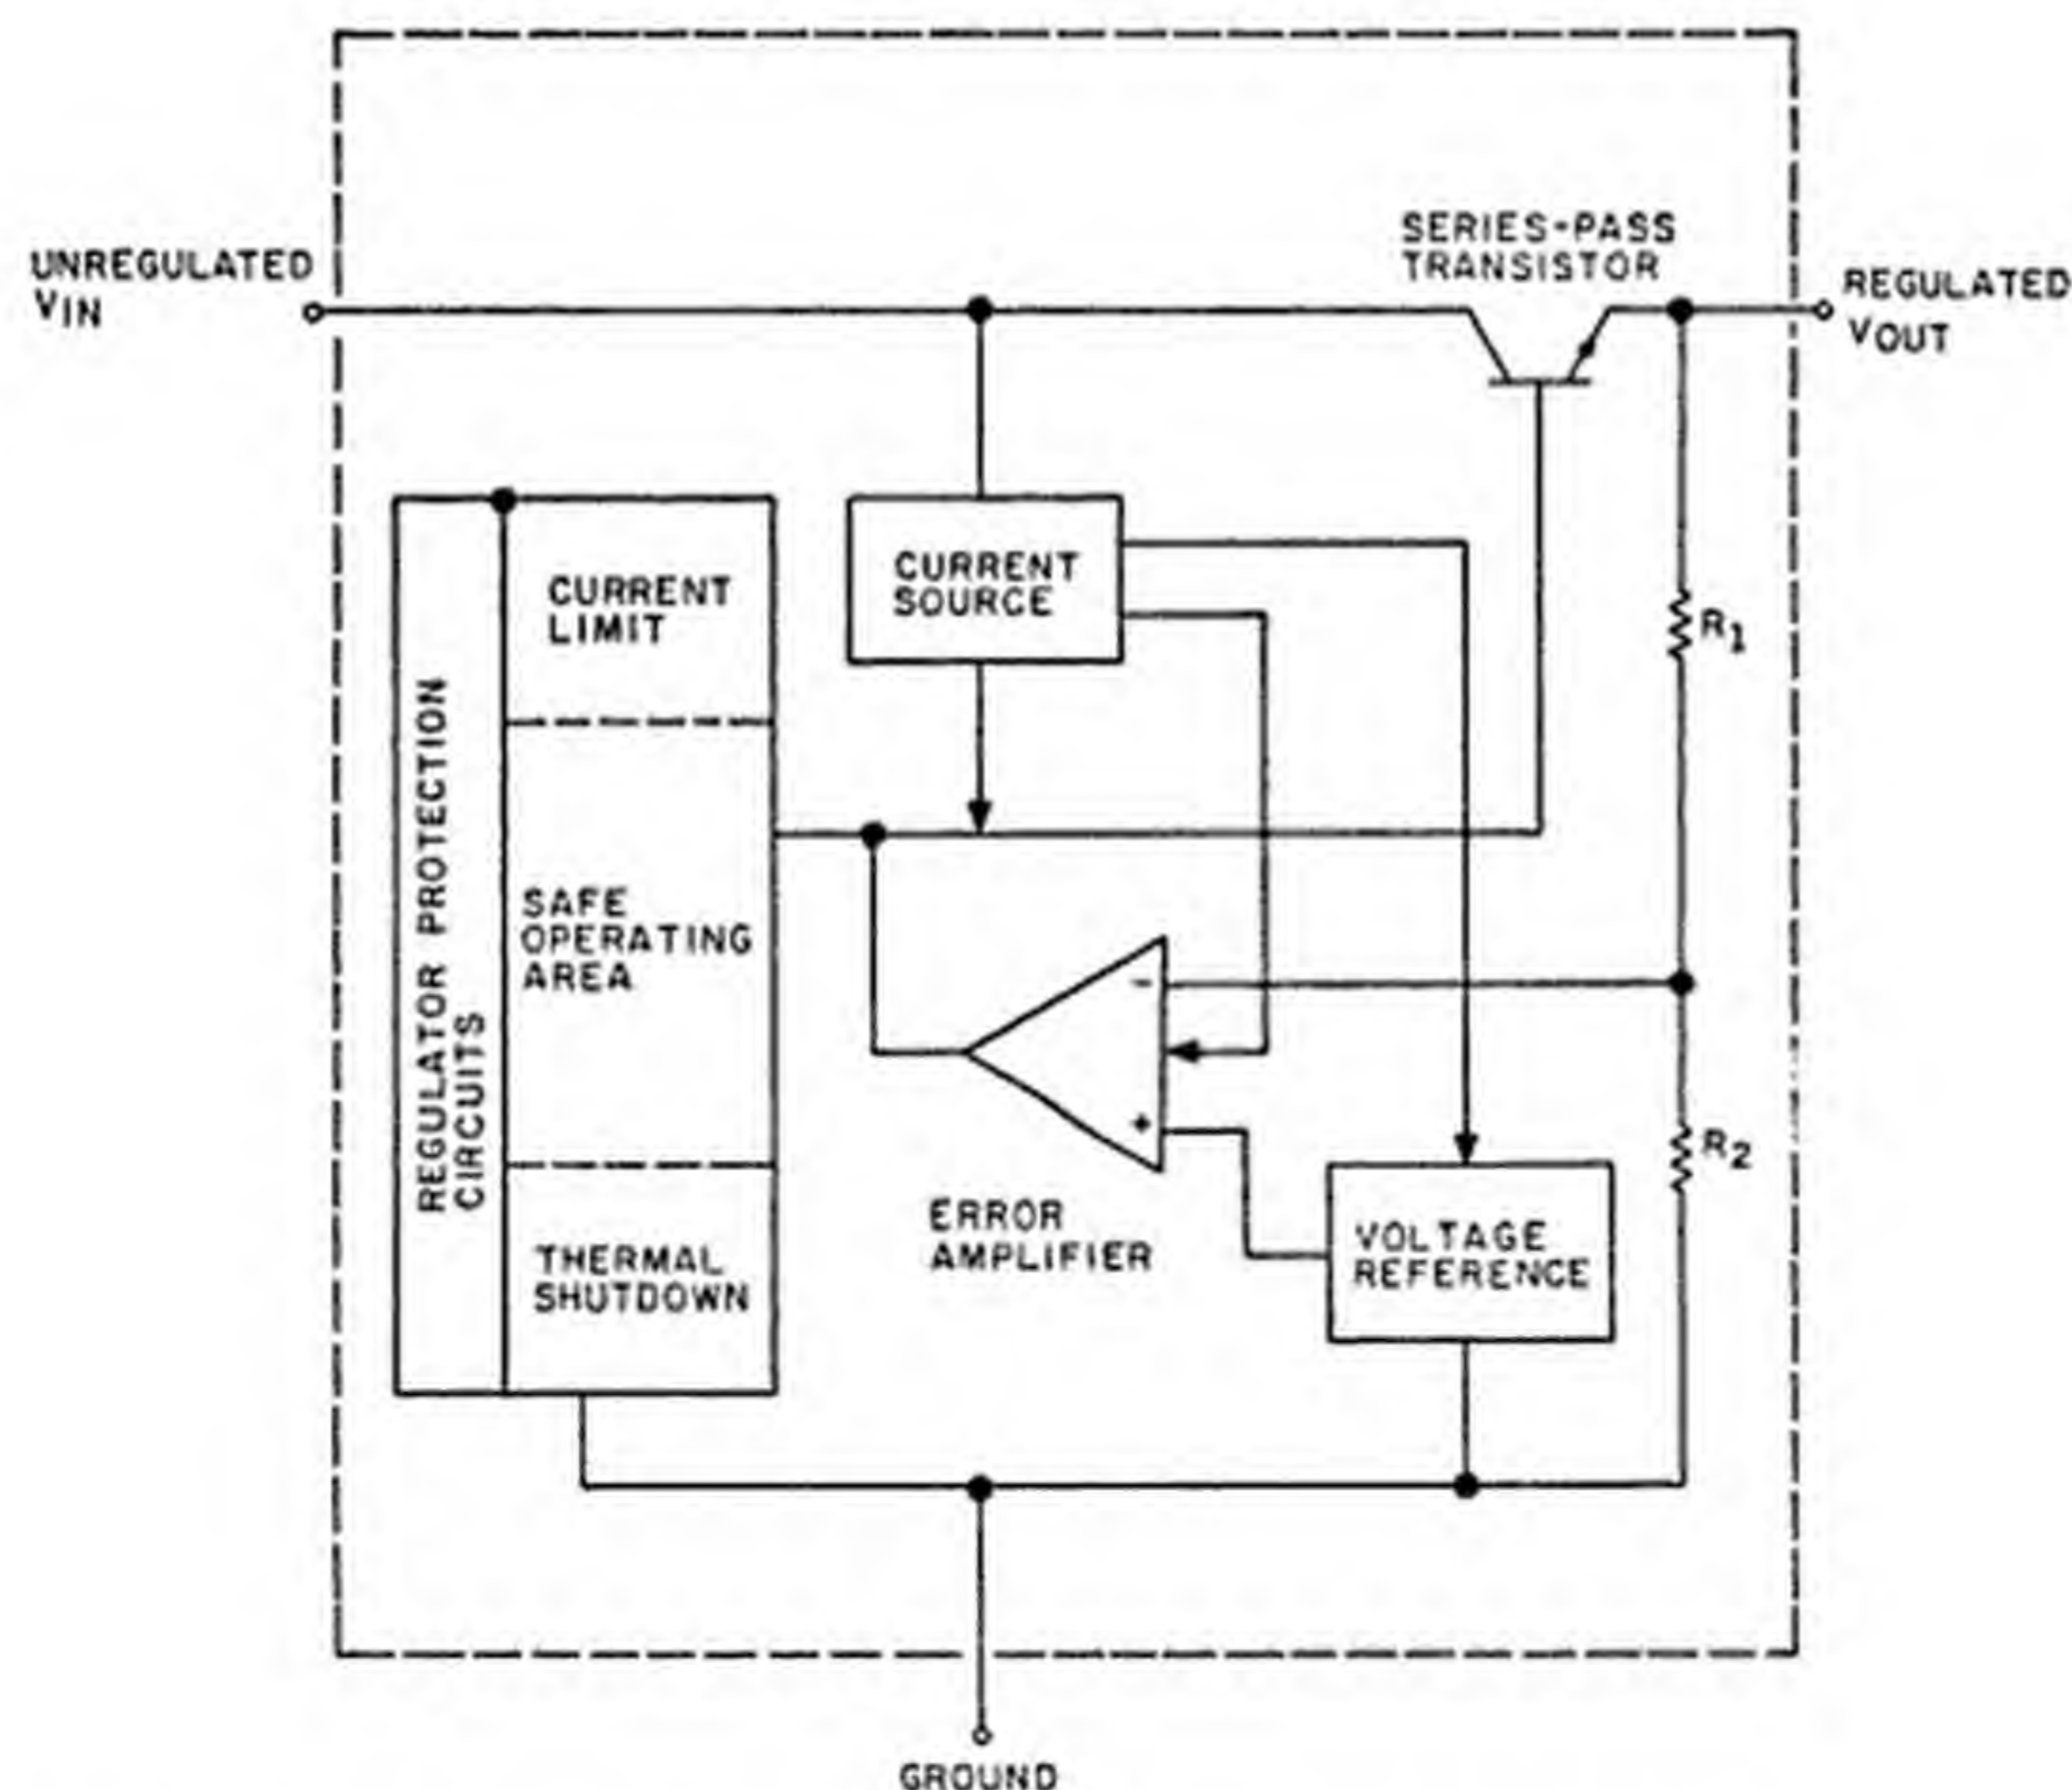 SERIES-PASS
TRANSISTOR
UNREGULATED
VIN
REGULATED
VOUT
CURRENT
LIMIT
CURRENT
SOURCE
R1
REGULATOR PROTECTION
CIRCUITS
SAFE
OPERATING
AREA
-
+
R2
ERROR
AMPLIFIER
VOLTAGE
REFERENCE
THERMAL
SHUTDOWN
GROUND